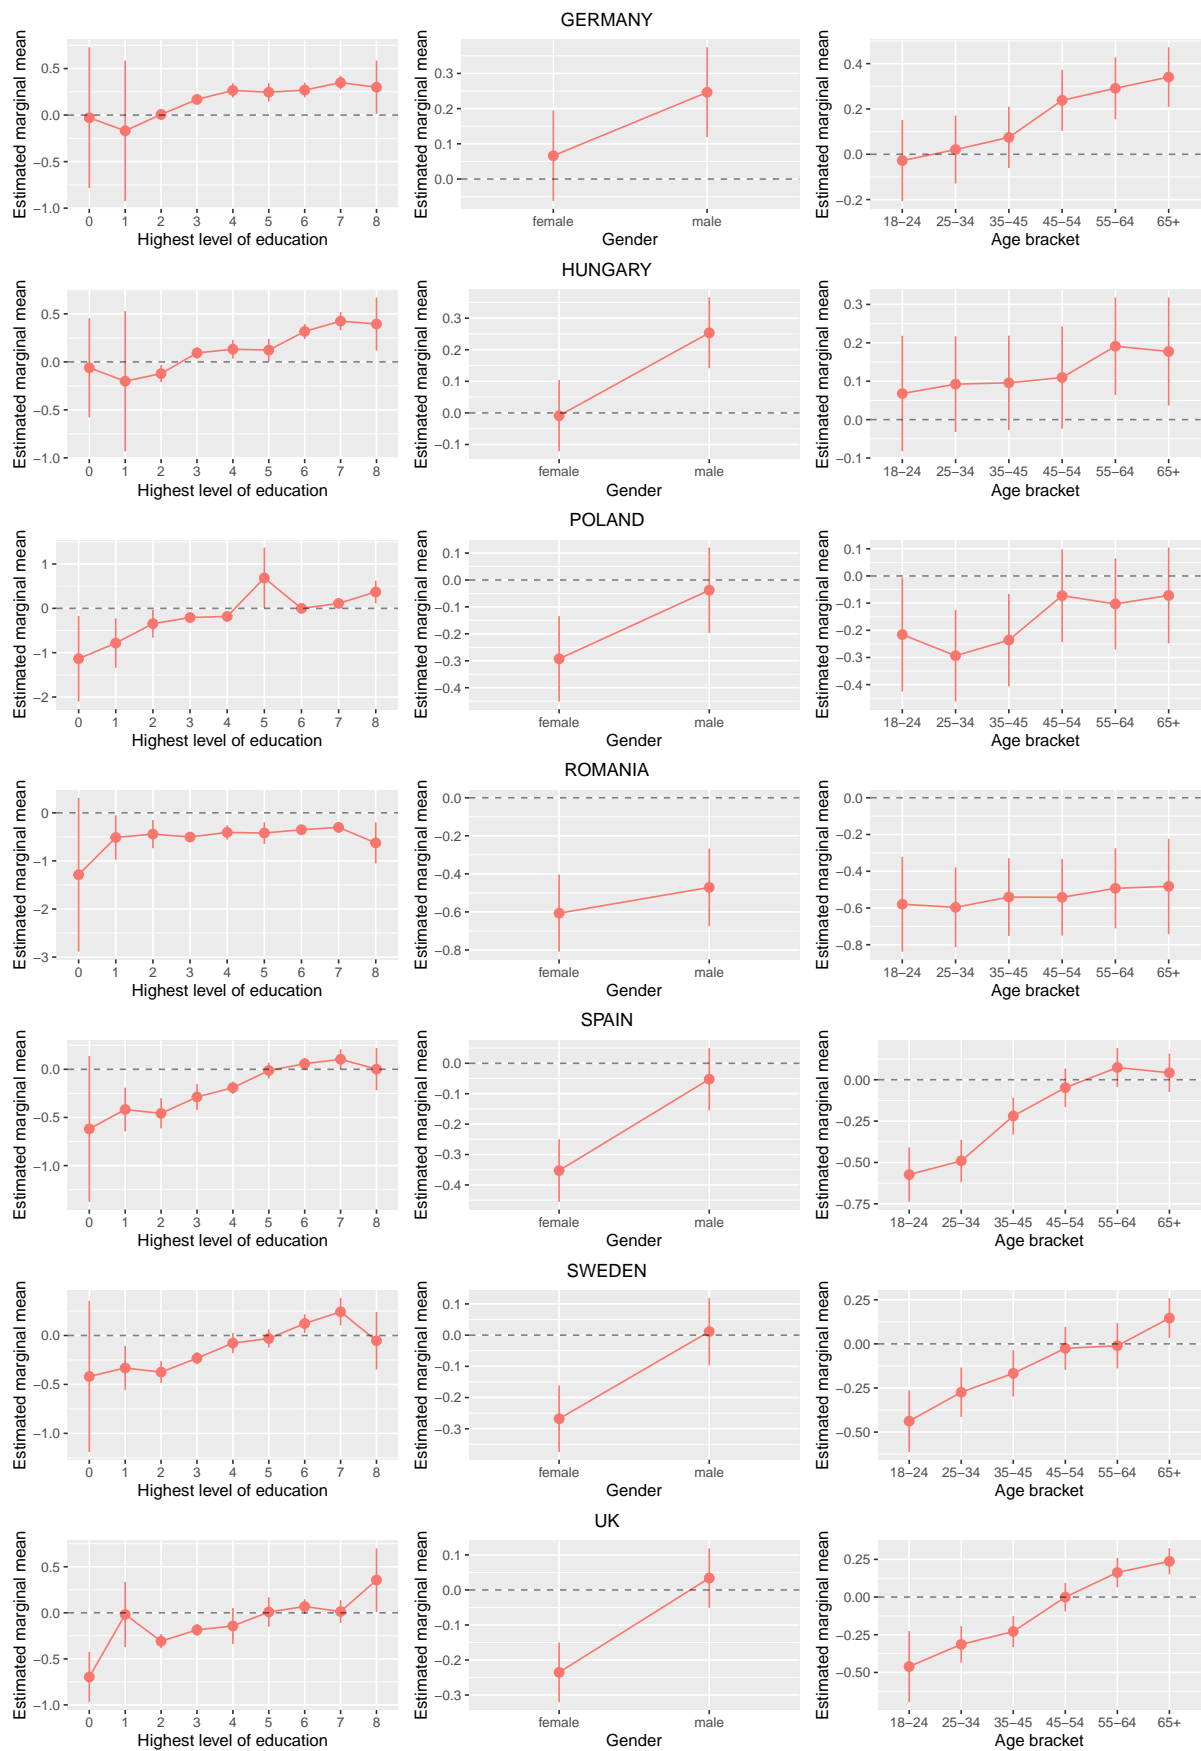 GERMANY
Estimated marginal mean
0.5
0.0
−0.5
−1.0
0 1 2 3 4 5 6 7 8
Highest level of education
Estimated marginal mean
0.3
0.2
0.1
0.0
female male
Gender
Estimated marginal mean
0.4
0.2
0.0
−0.2
18−24 25−34 35−45 45−54 55−64 65+
Age bracket
HUNGARY
Estimated marginal mean
0.5
0.0
−0.5
−1.0
0 1 2 3 4 5 6 7 8
Highest level of education
Estimated marginal mean
0.3
0.2
0.1
0.0
−0.1
female male
Gender
Estimated marginal mean
0.3
0.2
0.1
0.0
−0.1
18−24 25−34 35−45 45−54 55−64 65+
Age bracket
POLAND
Estimated marginal mean
1
0
−1
−2
0 1 2 3 4 5 6 7 8
Highest level of education
Estimated marginal mean
0.1
0.0
−0.1
−0.2
−0.3
−0.4
female male
Gender
Estimated marginal mean
0.1
0.0
−0.1
−0.2
−0.3
−0.4
18−24 25−34 35−45 45−54 55−64 65+
Age bracket
ROMANIA
Estimated marginal mean
0
−1
−2
−3
0 1 2 3 4 5 6 7 8
Highest level of education
Estimated marginal mean
0.0
−0.2
−0.4
−0.6
−0.8
female male
Gender
Estimated marginal mean
0.0
−0.2
−0.4
−0.6
−0.8
18−24 25−34 35−45 45−54 55−64 65+
Age bracket
SPAIN
Estimated marginal mean
0.0
−0.5
−1.0
0 1 2 3 4 5 6 7 8
Highest level of education
Estimated marginal mean
0.0
−0.1
−0.2
−0.3
−0.4
female male
Gender
Estimated marginal mean
0.00
−0.25
−0.50
−0.75
18−24 25−34 35−45 45−54 55−64 65+
Age bracket
SWEDEN
Estimated marginal mean
0.0
−0.5
−1.0
0 1 2 3 4 5 6 7 8
Highest level of education
Estimated marginal mean
0.1
0.0
−0.1
−0.2
−0.3
female male
Gender
Estimated marginal mean
0.25
0.00
−0.25
−0.50
18−24 25−34 35−45 45−54 55−64 65+
Age bracket
UK
Estimated marginal mean
0.5
0.0
−0.5
−1.0
0 1 2 3 4 5 6 7 8
Highest level of education
Estimated marginal mean
0.1
0.0
−0.1
−0.2
−0.3
female male
Gender
Estimated marginal mean
0.25
0.00
−0.25
−0.50
18−24 25−34 35−45 45−54 55−64 65+
Age bracket